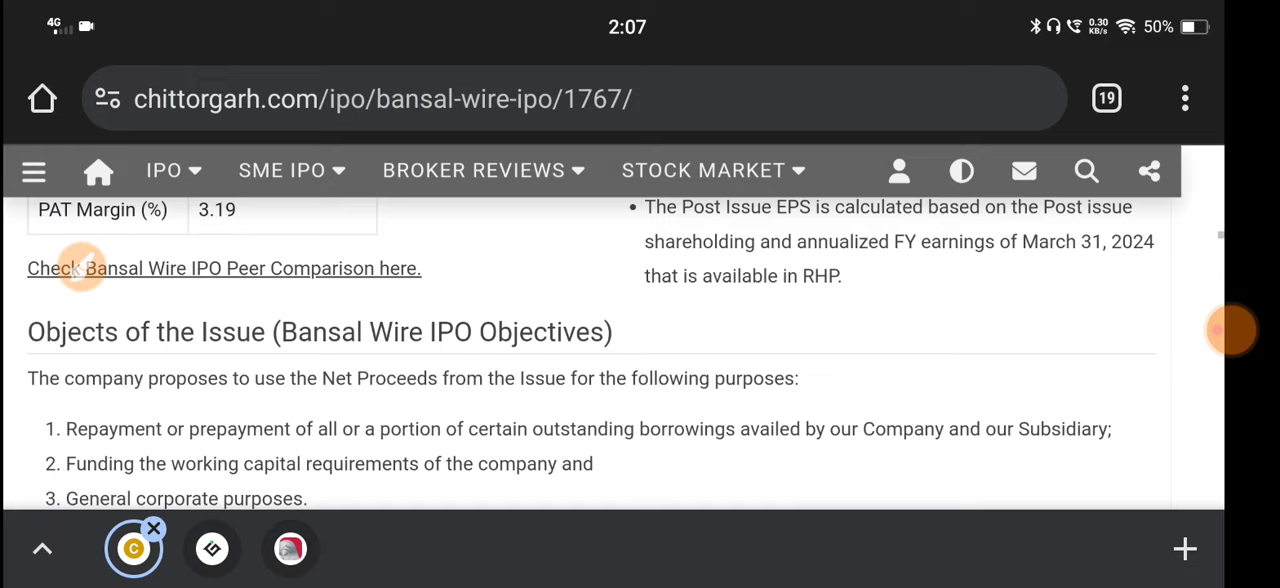 4G
2:07
0.30
KB/s
50%
chittorgarh.com/ipo/bansal-wire-ipo/1767/
19
IPO
SME IPO
BROKER REVIEWS
STOCK MARKET
PAT Margin (%) 3.19
Check Bansal Wire IPO Peer Comparison here.
• The Post Issue EPS is calculated based on the Post issue
shareholding and annualized FY earnings of March 31, 2024
that is available in RHP.
Objects of the Issue (Bansal Wire IPO Objectives)
The company proposes to use the Net Proceeds from the Issue for the following purposes:
1. Repayment or prepayment of all or a portion of certain outstanding borrowings availed by our Company and our Subsidiary;
2. Funding the working capital requirements of the company and
3. General corporate purposes.
C